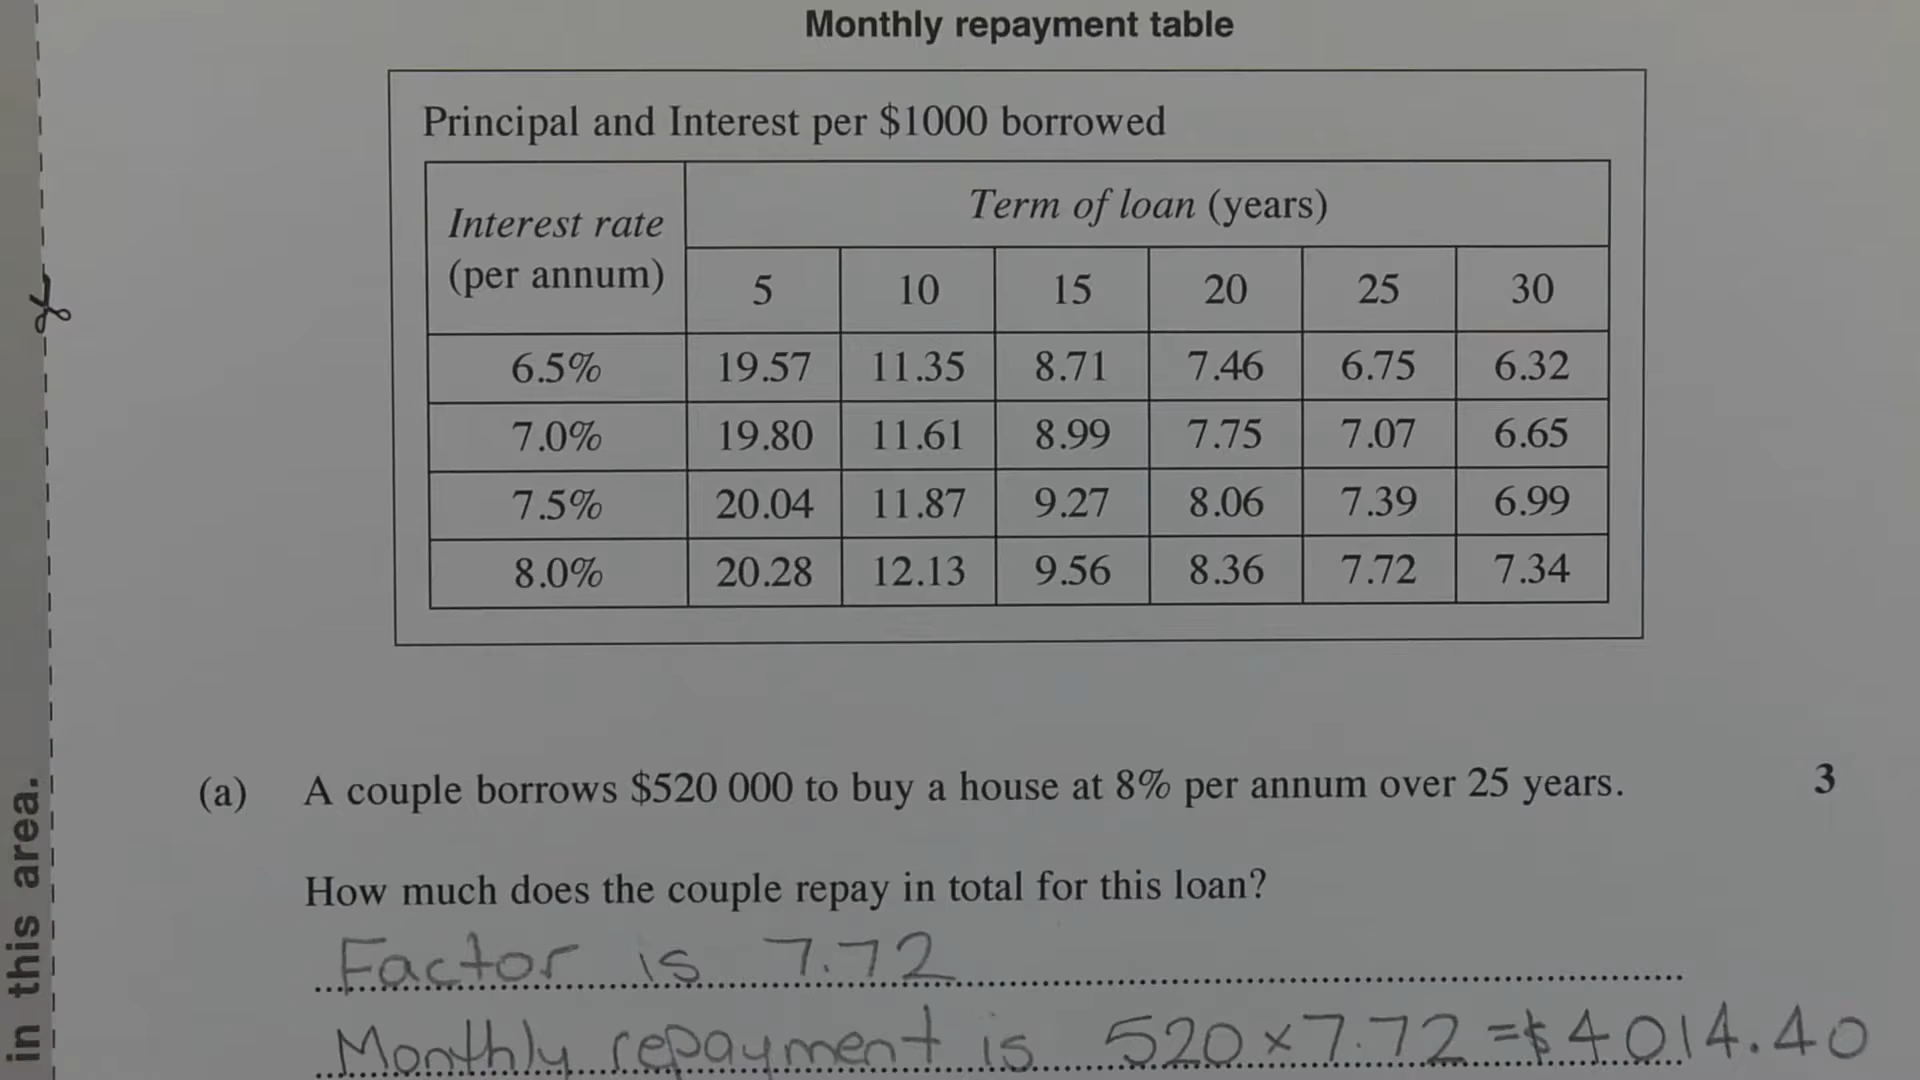 Monthly repayment table
Principal and Interest per $1000 borrowed
Interest rate (per annum) Term of loan (years)
5 10 15 20 25 30
6.5% 19.57 11.35 8.71 7.46 6.75 6.32
7.0% 19.80 11.61 8.99 7.75 7.07 6.65
7.5% 20.04 11.87 9.27 8.06 7.39 6.99
8.0% 20.28 12.13 9.56 8.36 7.72 7.34
(a) A couple borrows $520 000 to buy a house at 8% per annum over 25 years. 3
How much does the couple repay in total for this loan?
Factor is 7.72
Monthly repayment is 520×7.72=$4014.40
in this area.